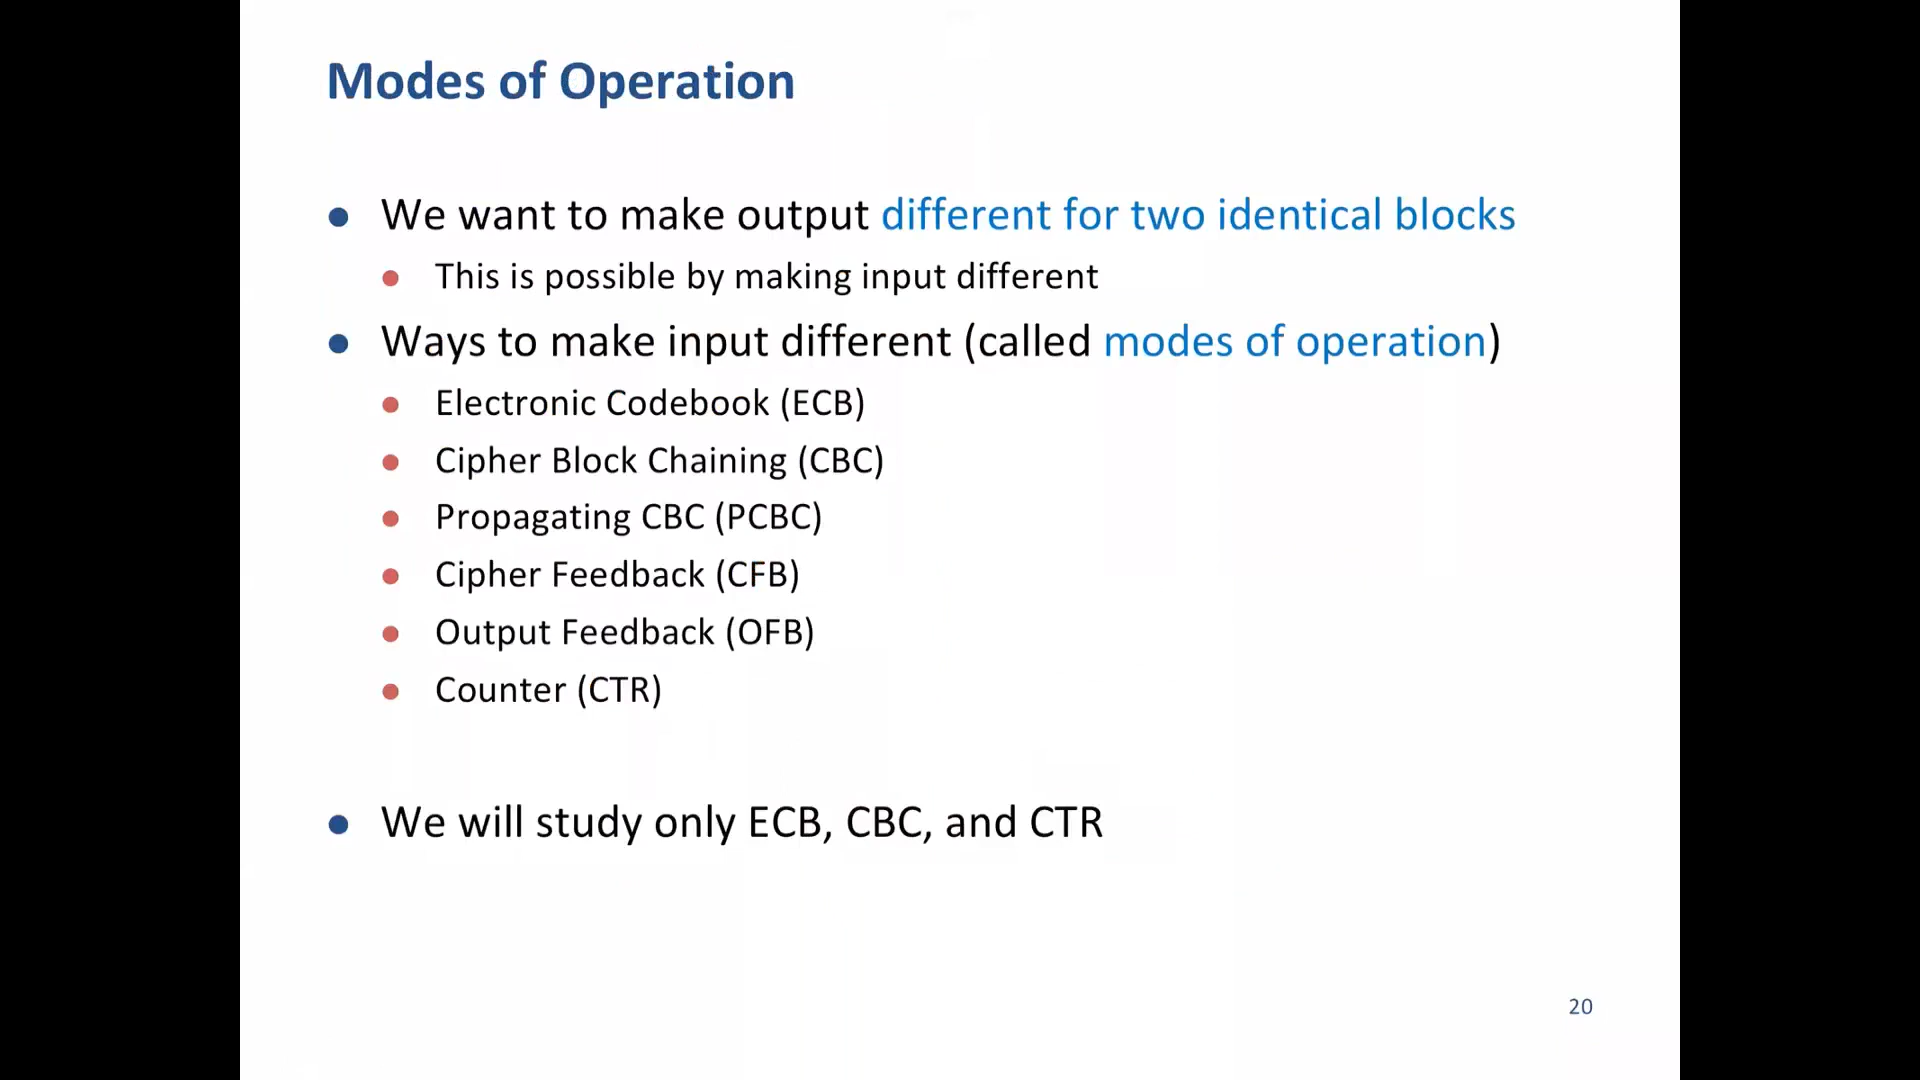 Modes of Operation
We want to make output different for two identical blocks
This is possible by making input different
Ways to make input different (called modes of operation)
Electronic Codebook (ECB)
Cipher Block Chaining (CBC)
Propagating CBC (PCBC)
Cipher Feedback (CFB)
Output Feedback (OFB)
Counter (CTR)
We will study only ECB, CBC, and CTR
20